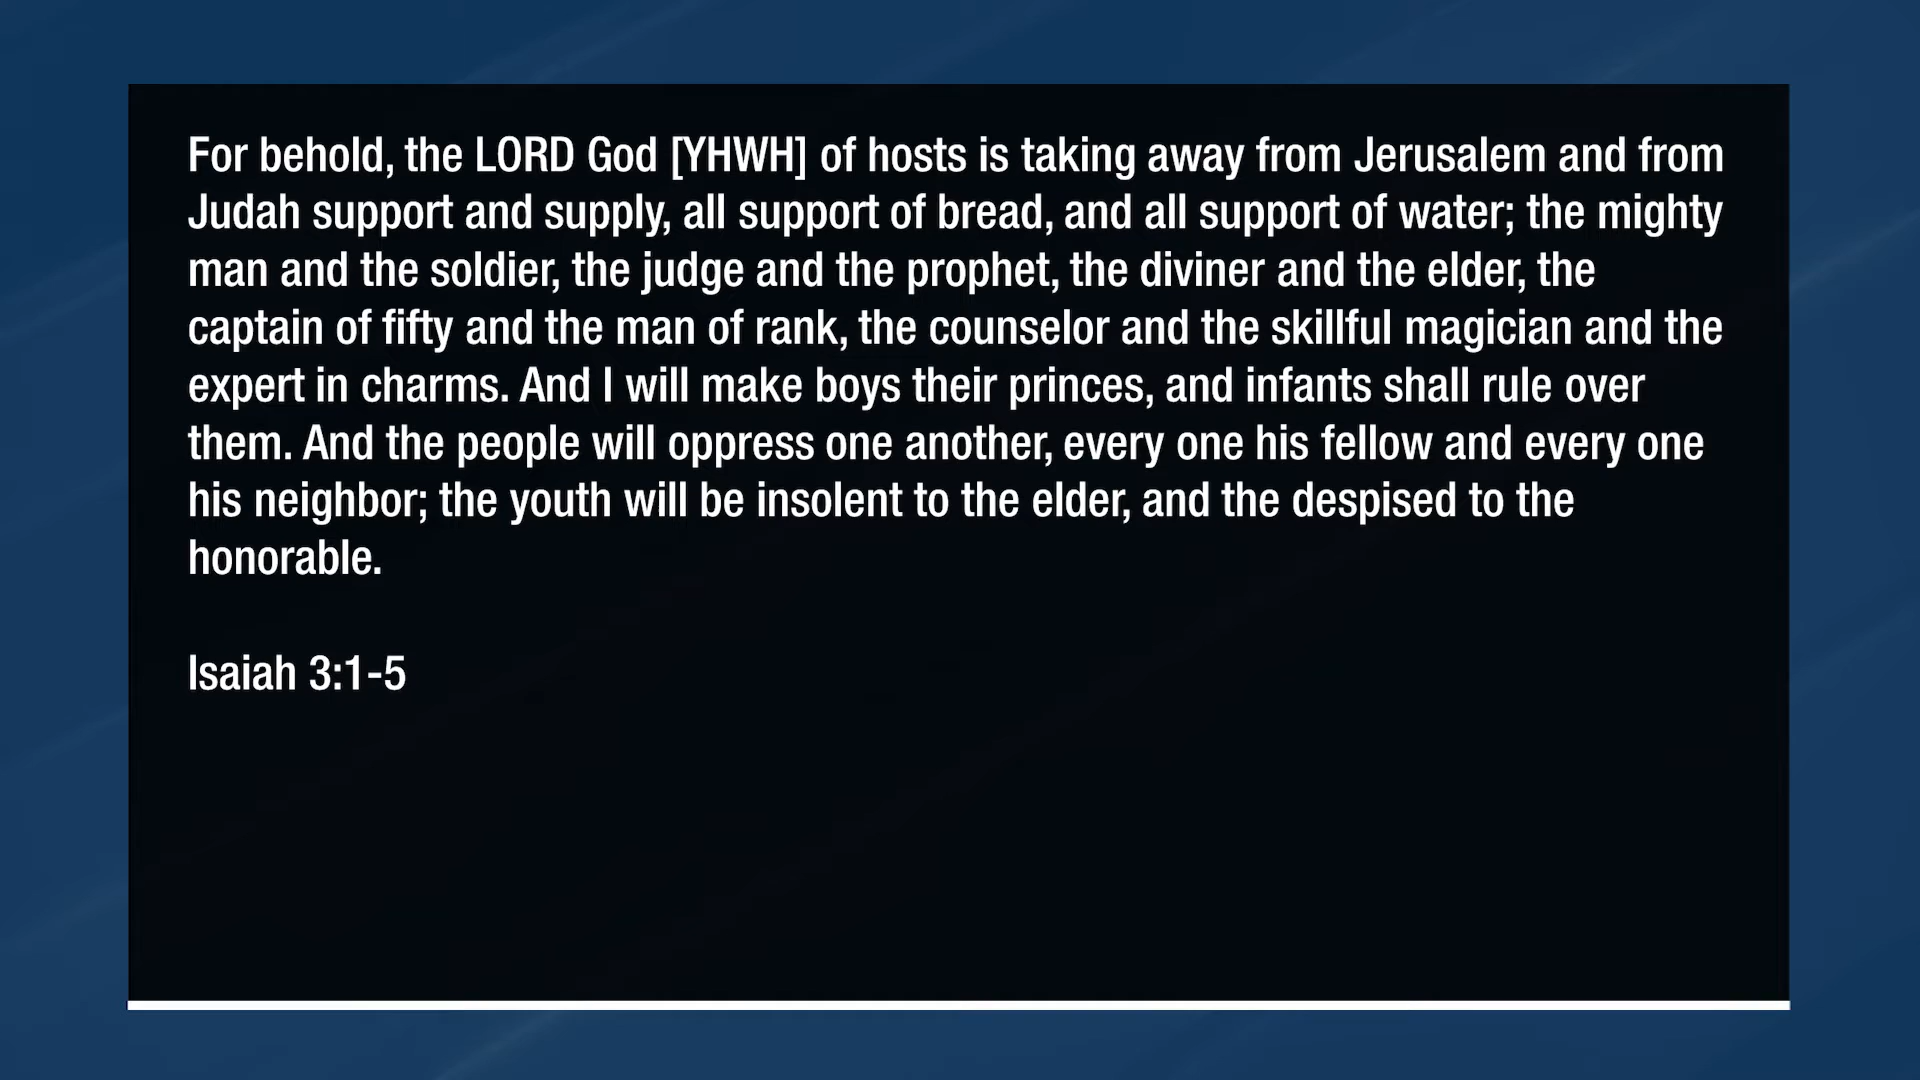 For behold, the LORD God [YHWH] of hosts is taking away from Jerusalem and from
Judah support and supply, all support of bread, and all support of water; the mighty
man and the soldier, the judge and the prophet, the diviner and the elder, the
captain of fifty and the man of rank, the counselor and the skillful magician and the
expert in charms. And I will make boys their princes, and infants shall rule over
them. And the people will oppress one another, every one his fellow and every one
his neighbor; the youth will be insolent to the elder, and the despised to the
honorable.
Isaiah 3:1-5